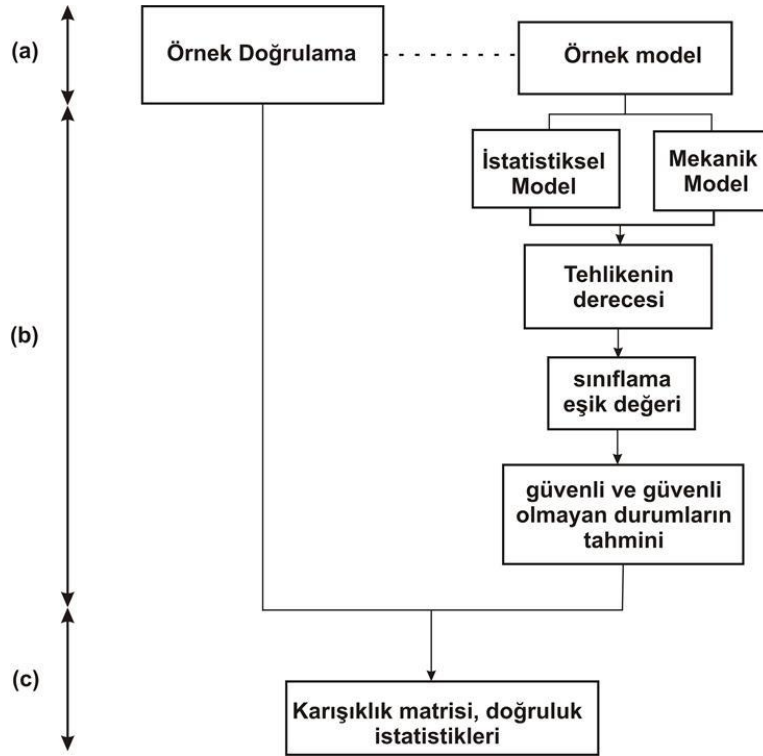 (a)
Örnek Doğrulama
Örnek model
İstatistiksel
Model
Mekanik
Model
(b)
Tehlikenin
derecesi
sınıflama
eşik değeri
güvenli ve güvenli
olmayan durumların
tahmini
(c)
Karışıklık matrisi, doğruluk
istatistikleri